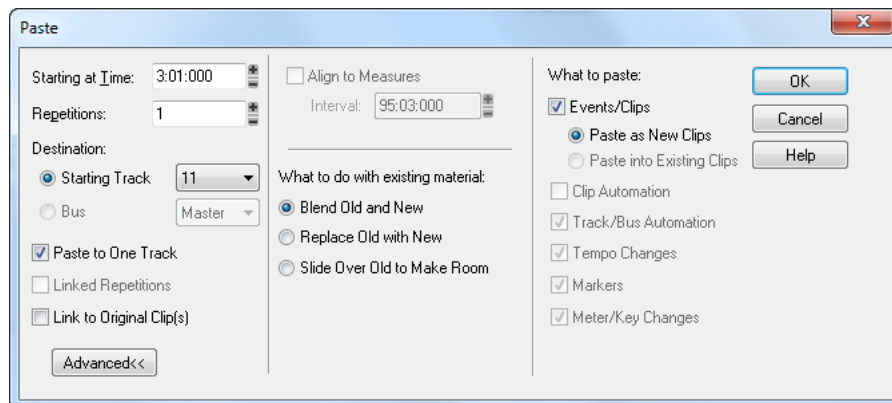 Paste
Starting at Time: 3:01:000
Repetitions: 1
Destination:
Starting Track 11
Bus Master
Paste to One Track
Linked Repetitions
Link to Original Clip(s)
Advanced<<
Align to Measures
Interval: 95:03:000
What to do with existing material:
Blend Old and New
Replace Old with New
Slide Over Old to Make Room
What to paste:
Events/Clips
Paste as New Clips
Paste into Existing Clips
Clip Automation
Track/Bus Automation
Tempo Changes
Markers
Meter/Key Changes
OK
Cancel
Help